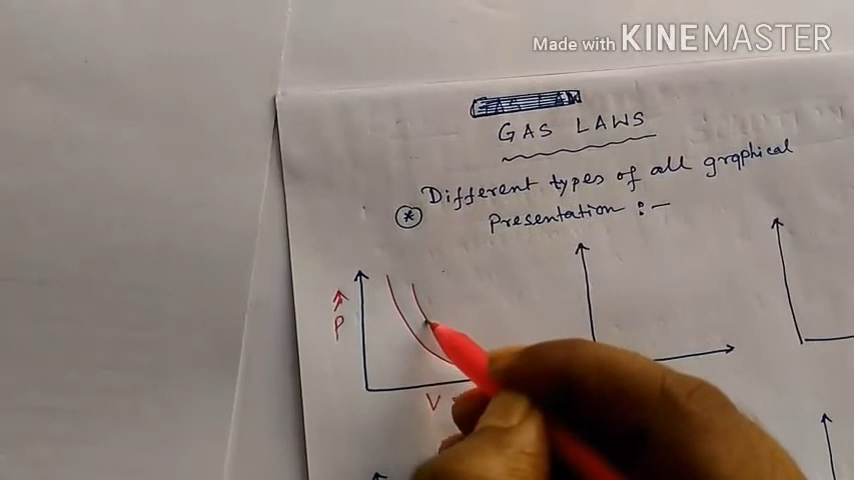 Made with KINEMASTER
GAS LAWS
* Different types of all graphical
presentation :-
P
V